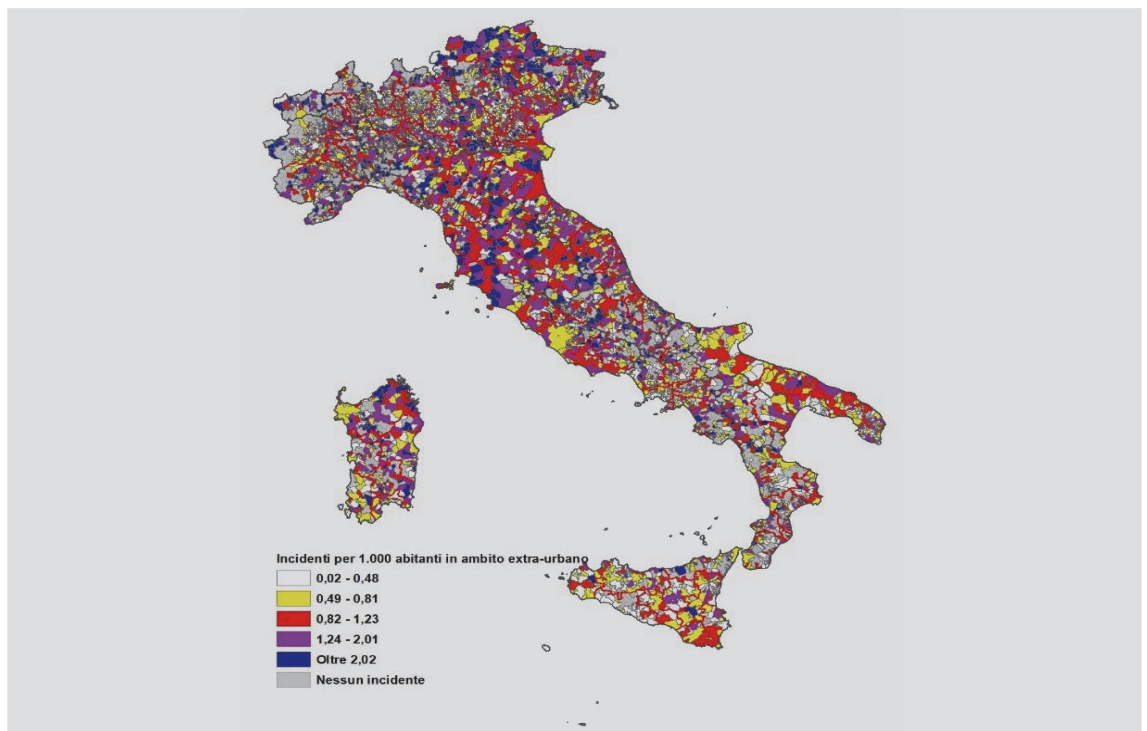 Incidenti per 1.000 abitanti in ambito extra-urbano
0,02 - 0,48
0,49 - 0,81
0,82 - 1,23
1,24 - 2,01
Oltre 2,02
Nessun incidente